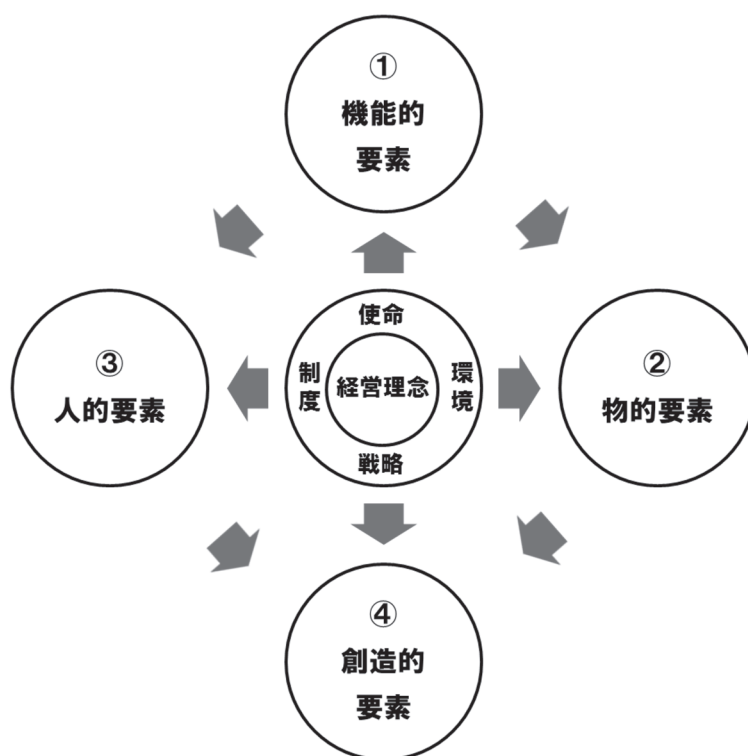 ①
機能的
要素
使命
③
人的要素
制度
経営理念
環境
②
物的要素
戦略
④
創造的
要素